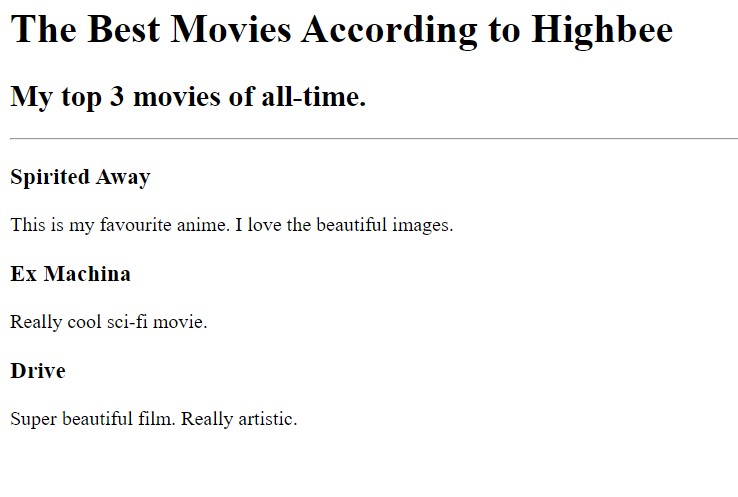 The Best Movies According to Highbee
My top 3 movies of all-time.
Spirited Away
This is my favourite anime. I love the beautiful images.
Ex Machina
Really cool sci-fi movie.
Drive
Super beautiful film. Really artistic.